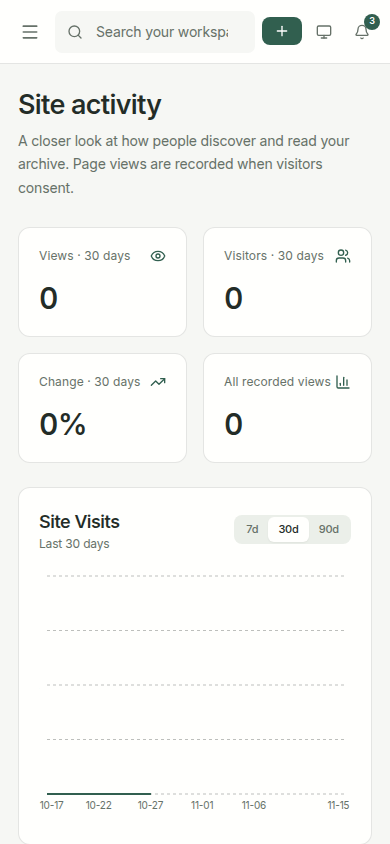 Search your workspa
3
Site activity
A closer look at how people discover and read your
archive. Page views are recorded when visitors
consent.
Views · 30 days
0
Visitors · 30 days
0
Change · 30 days
0%
All recorded views
0
Site Visits
Last 30 days
7d 30d 90d
10-17 10-22 10-27 11-01 11-06 11-15